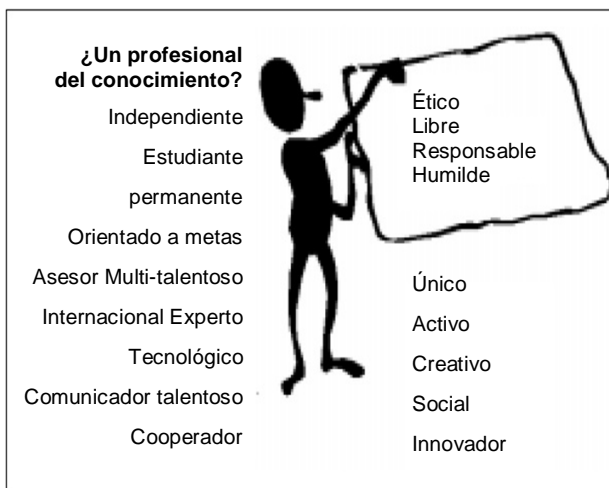 ¿Un profesional
del conocimiento?
Independiente
Estudiante
permanente
Orientado a metas
Asesor Multi-talentoso
Internacional Experto
Tecnológico
Comunicador talentoso
Cooperador
Ético
Libre
Responsable
Humilde
Único
Activo
Creativo
Social
Innovador